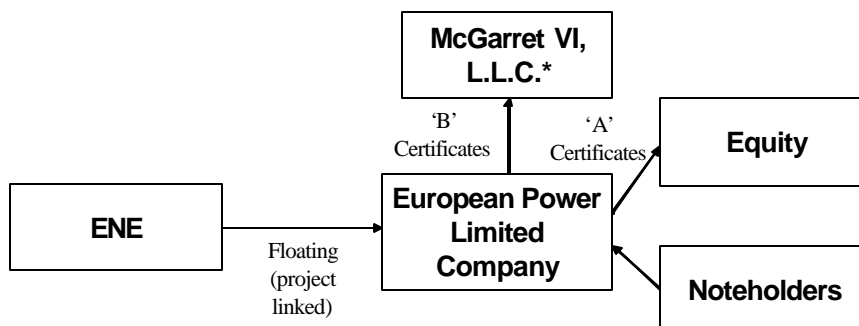 McGarret VI,
L.L.C.*
‘B’
Certificates
‘A’
Certificates
Equity
ENE
European Power
Limited
Company
Floating
(project
linked)
Noteholders